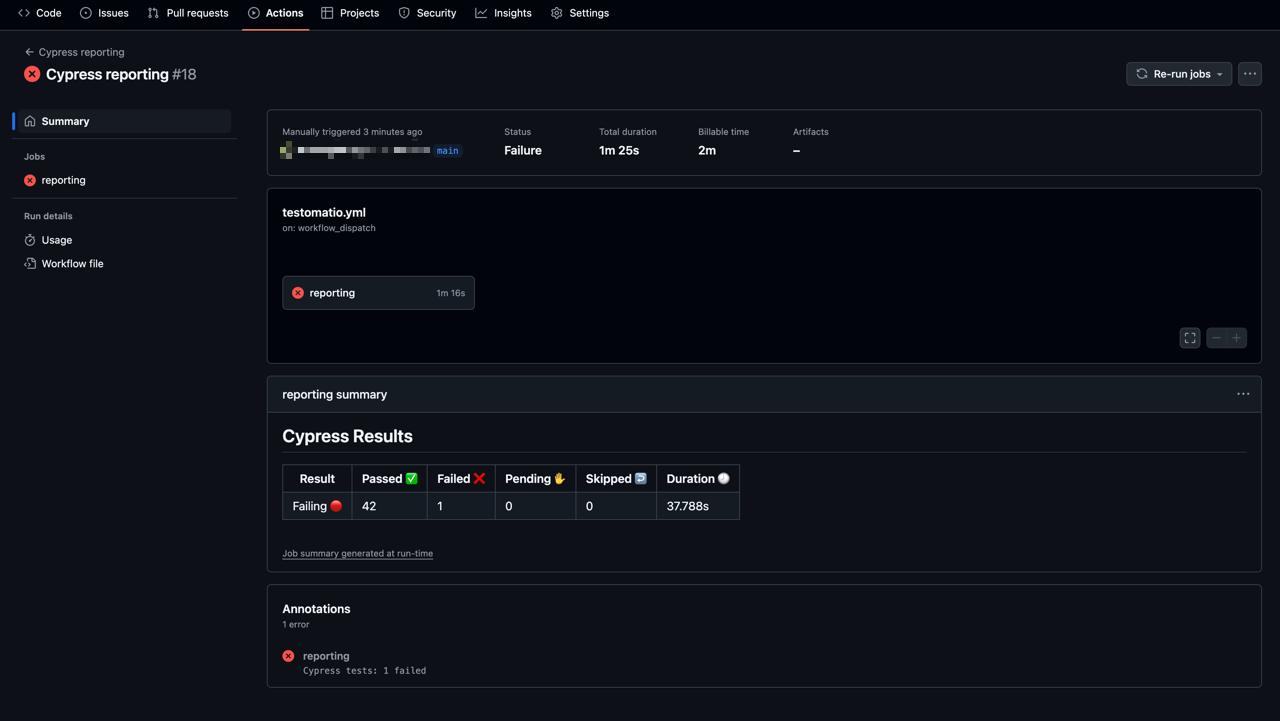 Code Issues Pull requests Actions Projects Security Insights Settings
← Cypress reporting
Cypress reporting #18
Re-run jobs
Summary
Jobs
reporting
Run details
Usage
Workflow file
Manually triggered 3 minutes ago
main
Status
Failure
Total duration
1m 25s
Billable time
2m
Artifacts
–
testomatio.yml
on: workflow_dispatch
reporting 1m 16s
reporting summary
Cypress Results
Result Passed ✅ Failed ❌ Pending ✋ Skipped ↩️ Duration 🕗
Failing 🔴 42 1 0 0 37.788s
Job summary generated at run-time
Annotations
1 error
reporting
Cypress tests: 1 failed